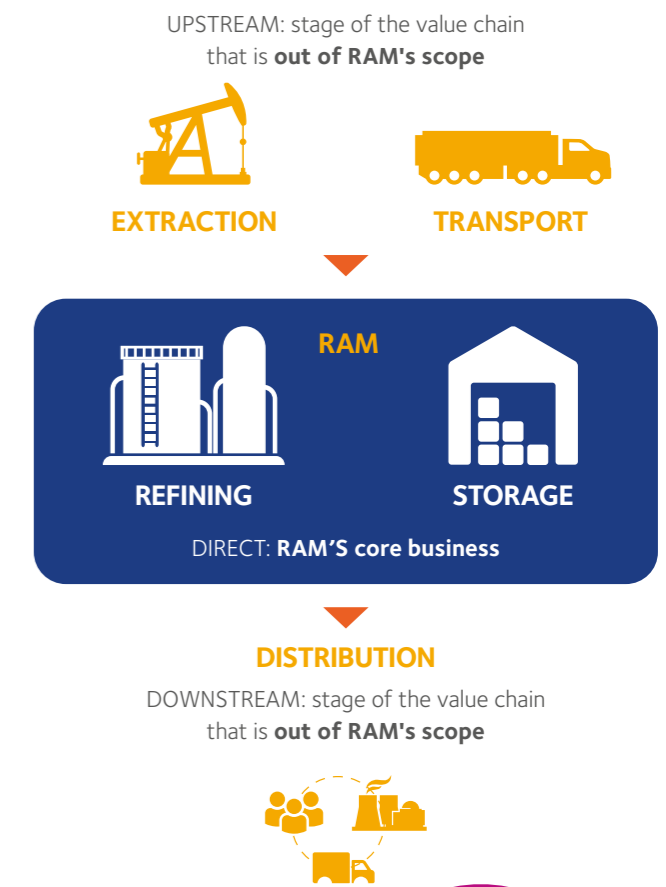 UPSTREAM: stage of the value chain
that is out of RAM's scope
EXTRACTION
TRANSPORT
RAM
REFINING
STORAGE
DIRECT: RAM'S core business
DISTRIBUTION
DOWNSTREAM: stage of the value chain
that is out of RAM's scope